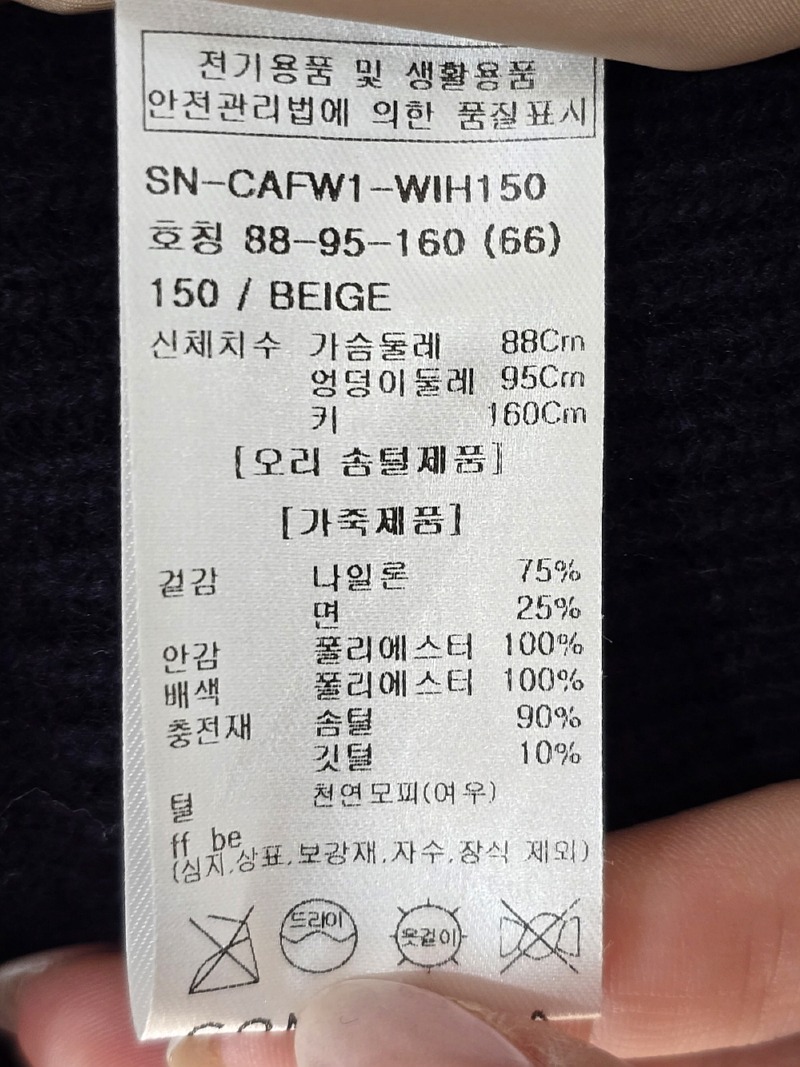 전기용품 및 생활용품
안전관리법에 의한 품질표시
SN-CAFW1-WIH150
호칭 88-95-160 (66)
150 / BEIGE
신체치수 가슴둘레 88Cm
엉덩이둘레 95Cm
키 160Cm
[오리 솜털제품]
[가죽제품]
겉감 나일론 75%
면 25%
안감 폴리에스터 100%
배색 폴리에스터 100%
충전재 솜털 90%
깃털 10%
털 천연모피(여우)
ff be
(심지,상표,보강재,자수,장식 제외)
드라이 옷걸이